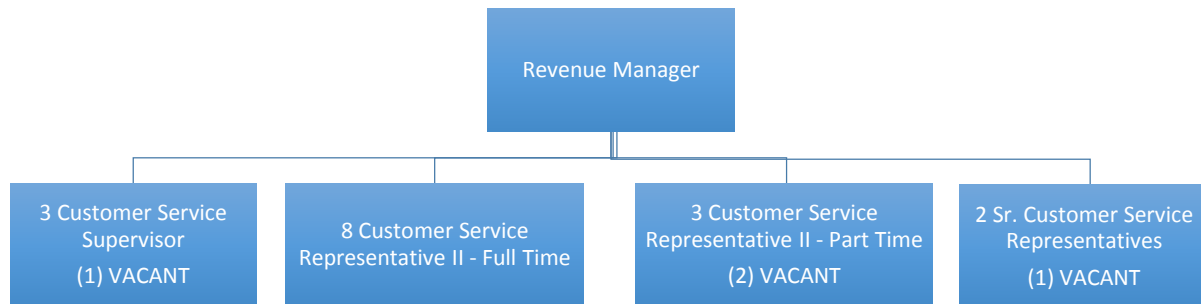 Revenue Manager
3 Customer Service
Supervisor
(1) VACANT
8 Customer Service
Representative II - Full Time
3 Customer Service
Representative II - Part Time
(2) VACANT
2 Sr. Customer Service
Representatives
(1) VACANT